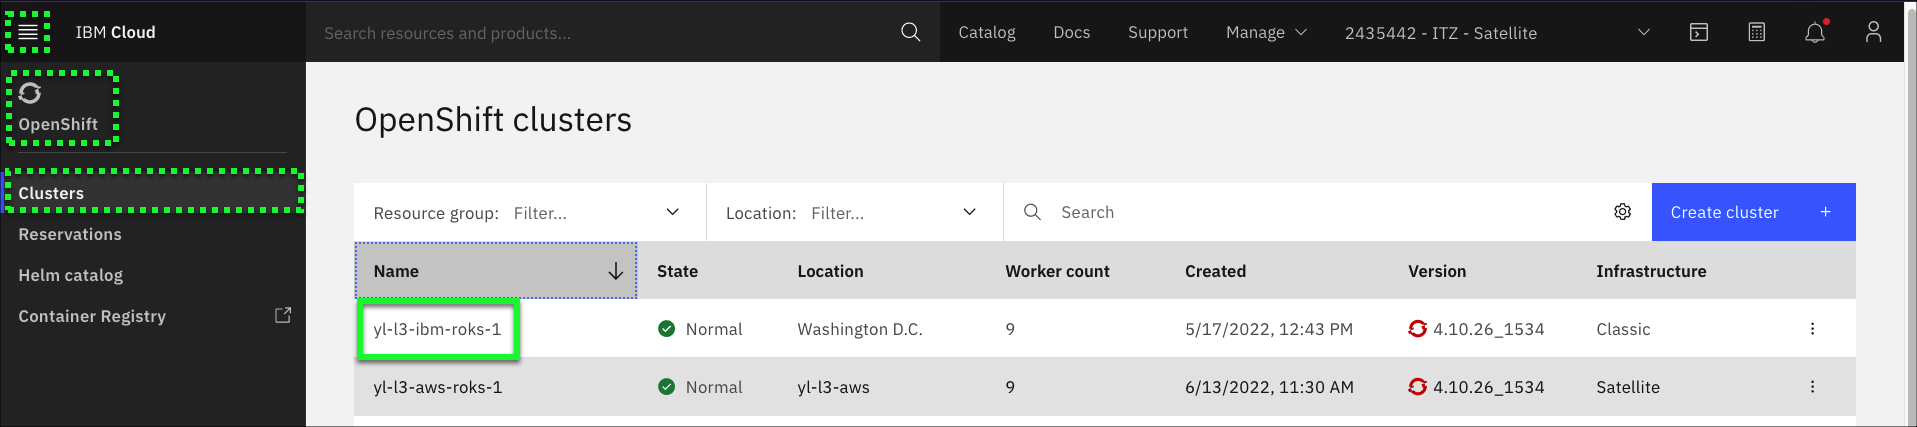 IBM Cloud
Search resources and products...
Catalog
Docs
Support
Manage
2435442 - ITZ - Satellite
OpenShift
Clusters
Reservations
Helm catalog
Container Registry
OpenShift clusters
Resource group: Filter...
Location: Filter...
Search
Create cluster +
Name State Location Worker count Created Version Infrastructure
yl-l3-ibm-roks-1 Normal Washington D.C. 9 5/17/2022, 12:43 PM 4.10.26_1534 Classic
yl-l3-aws-roks-1 Normal yl-l3-aws 9 6/13/2022, 11:30 AM 4.10.26_1534 Satellite